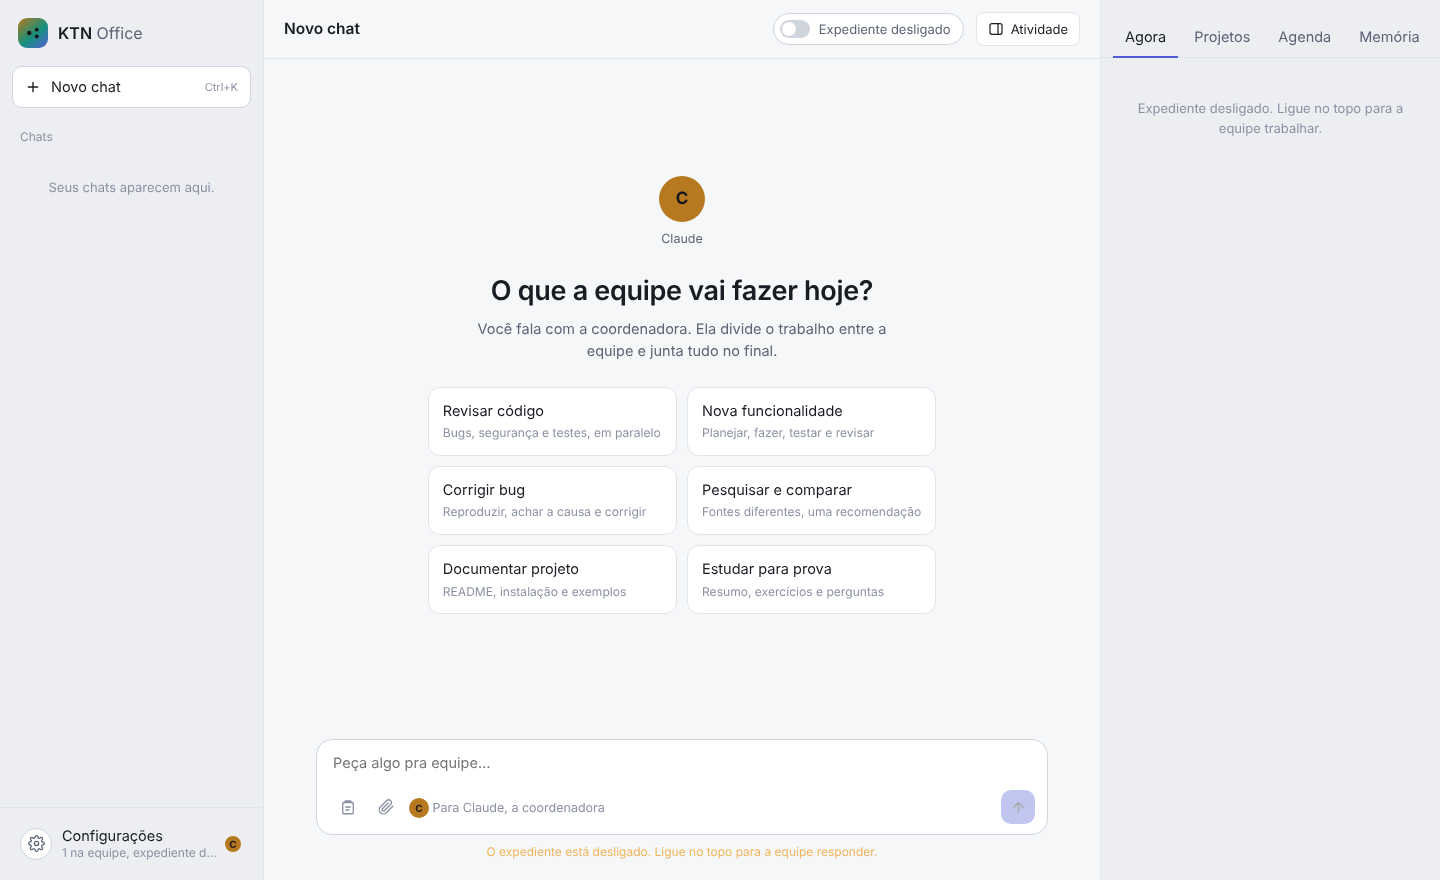 KTN Office
Novo chat
Ctrl+K
Chats
Seus chats aparecem aqui.
Configurações
1 na equipe, expediente d...
C
Novo chat
Expediente desligado
Atividade
C
Claude
O que a equipe vai fazer hoje?
Você fala com a coordenadora. Ela divide o trabalho entre a
equipe e junta tudo no final.
Revisar código
Bugs, segurança e testes, em paralelo
Nova funcionalidade
Planejar, fazer, testar e revisar
Corrigir bug
Reproduzir, achar a causa e corrigir
Pesquisar e comparar
Fontes diferentes, uma recomendação
Documentar projeto
README, instalação e exemplos
Estudar para prova
Resumo, exercícios e perguntas
Peça algo pra equipe...
C
Para Claude, a coordenadora
O expediente está desligado. Ligue no topo para a equipe responder.
Agora
Projetos
Agenda
Memória
Expediente desligado. Ligue no topo para a
equipe trabalhar.